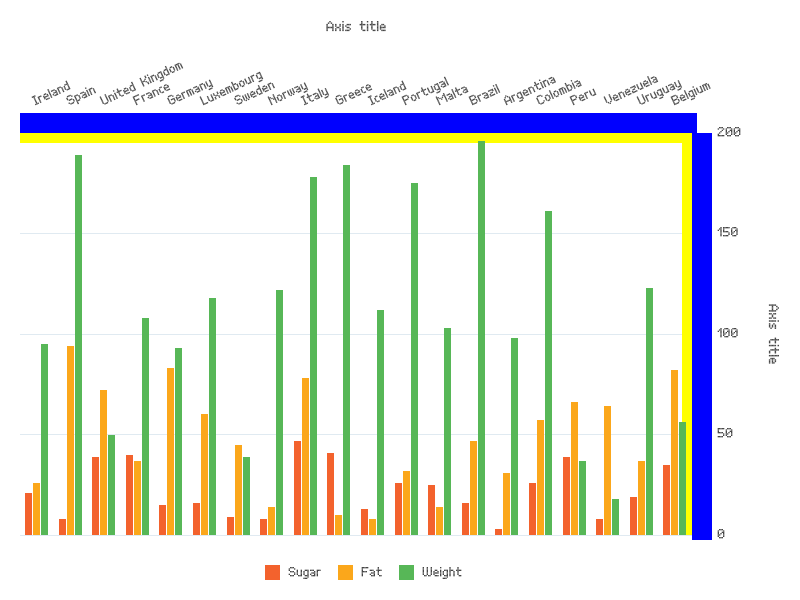 Axis title
Ireland
Spain
United Kingdom
France
Germany
Luxembourg
Sweden
Norway
Italy
Greece
Iceland
Portugal
Malta
Brazil
Argentina
Colombia
Peru
Venezuela
Uruguay
Belgium
200
150
100
50
0
Axis title
Sugar
Fat
Weight